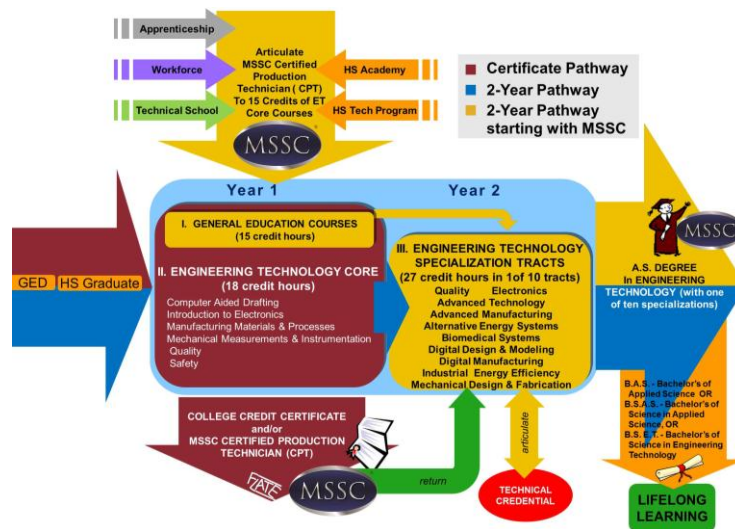 Apprenticeship
Workforce
Technical School
Articulate
MSSC Certified
Production
Technician ( CPT)
To 15 Credits of ET
Core Courses
HS Academy
HS Tech Program
MSSC
Certificate Pathway
2-Year Pathway
2-Year Pathway
starting with MSSC
Year 1
Year 2
I. GENERAL EDUCATION COURSES
(15 credit hours)
II. ENGINEERING TECHNOLOGY CORE
(18 credit hours)
Computer Aided Drafting
Introduction to Electronics
Manufacturing Materials & Processes
Mechanical Measurements & Instrumentation
Quality
Safety
III. ENGINEERING TECHNOLOGY
SPECIALIZATION TRACTS
(27 credit hours in 1of 10 tracts)
Quality Electronics
Advanced Technology
Advanced Manufacturing
Alternative Energy Systems
Biomedical Systems
Digital Design & Modeling
Digital Manufacturing
Industrial Energy Efficiency
Mechanical Design & Fabrication
GED
HS Graduate
MSSC
A.S. DEGREE
In ENGINEERING
TECHNOLOGY (with one
of ten specializations)
B.A.S. - Bachelor's of
Applied Science OR
B.S.A.S. - Bachelor's of
Science in Applied
Science, OR
B.S.E.T. - Bachelor's of
Science in Engineering
Technology
LIFELONG
LEARNING
COLLEGE CREDIT CERTIFICATE
and/or
MSSC CERTIFIED PRODUCTION
TECHNICIAN (CPT)
FLATE
MSSC
return
articulate
TECHNICAL
CREDENTIAL